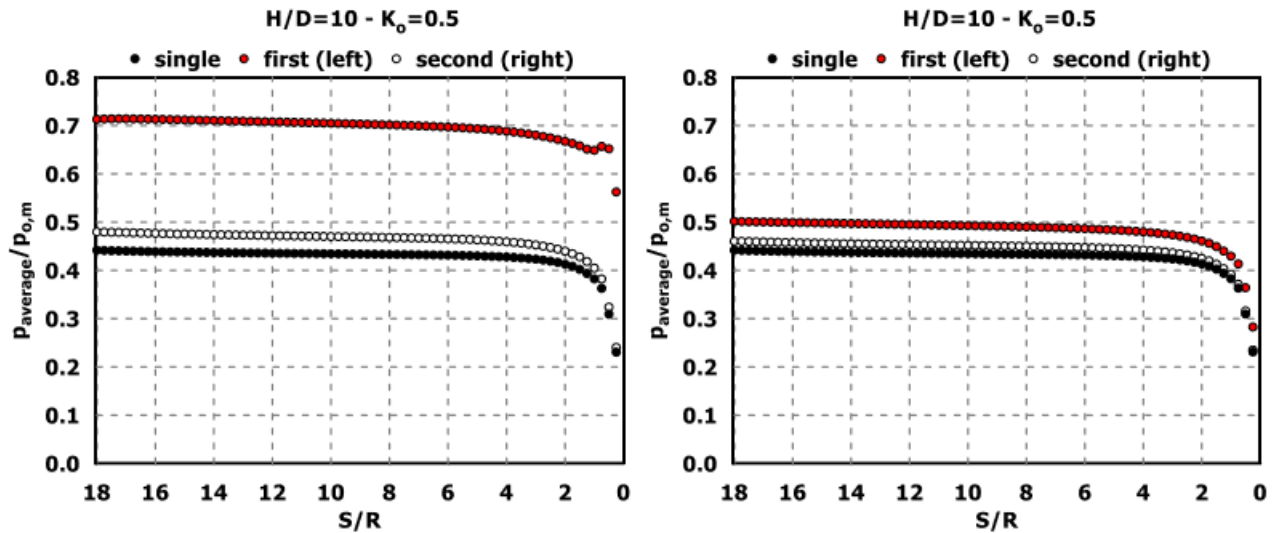 H/D=10 - Ko=0.5
single first (left) second (right)
0.8
0.7
0.6
0.5
0.4
0.3
0.2
0.1
0.0
paverage/po,m
18 16 14 12 10 8 6 4 2 0
S/R
H/D=10 - Ko=0.5
single first (left) second (right)
0.8
0.7
0.6
0.5
0.4
0.3
0.2
0.1
0.0
paverage/po,m
18 16 14 12 10 8 6 4 2 0
S/R